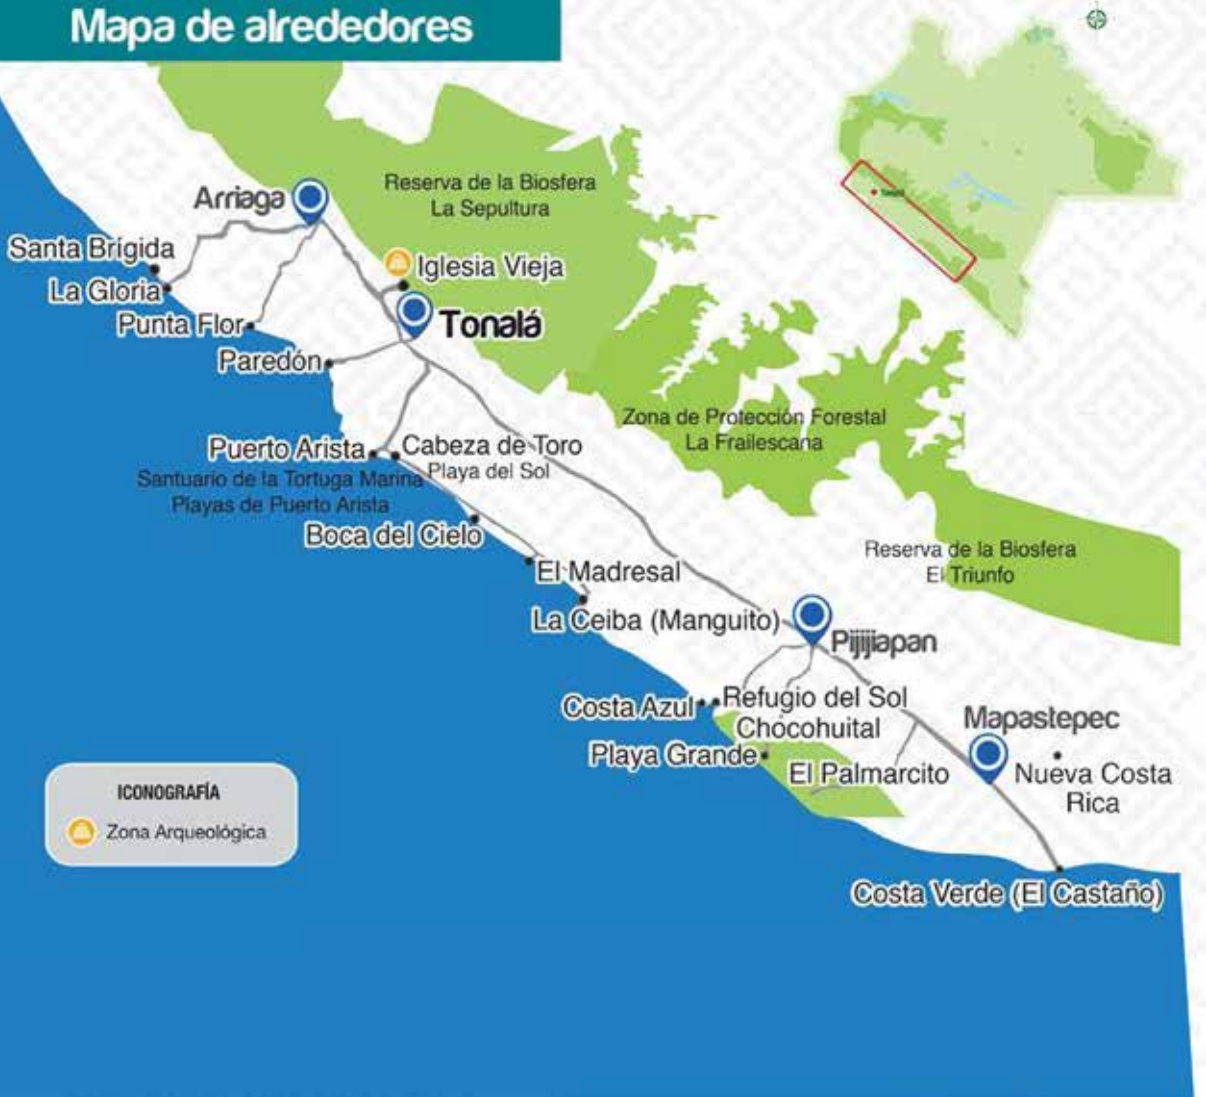 Mapa de alrededores
Arriaga
Reserva de la Biosfera
La Sepultura
Santa Brígida
La Gloria
Iglesia Vieja
Punta Flor
Tonalá
Paredón
Zona de Protección Forestal
La Frailescana
Puerto Arista
Cabeza de Toro
Playa del Sol
Santuario de la Tortuga Marina
Playas de Puerto Arista
Boca del Cielo
Reserva de la Biosfera
El Triunfo
El Madresal
La Ceiba (Manguito)
Pijijiapan
Costa Azul
Refugio del Sol
Chocohuital
Mapastepec
Playa Grande
El Palmarcito
Nueva Costa
Rica
ICONOGRAFÍA
Zona Arqueológica
Costa Verde (El Castaño)